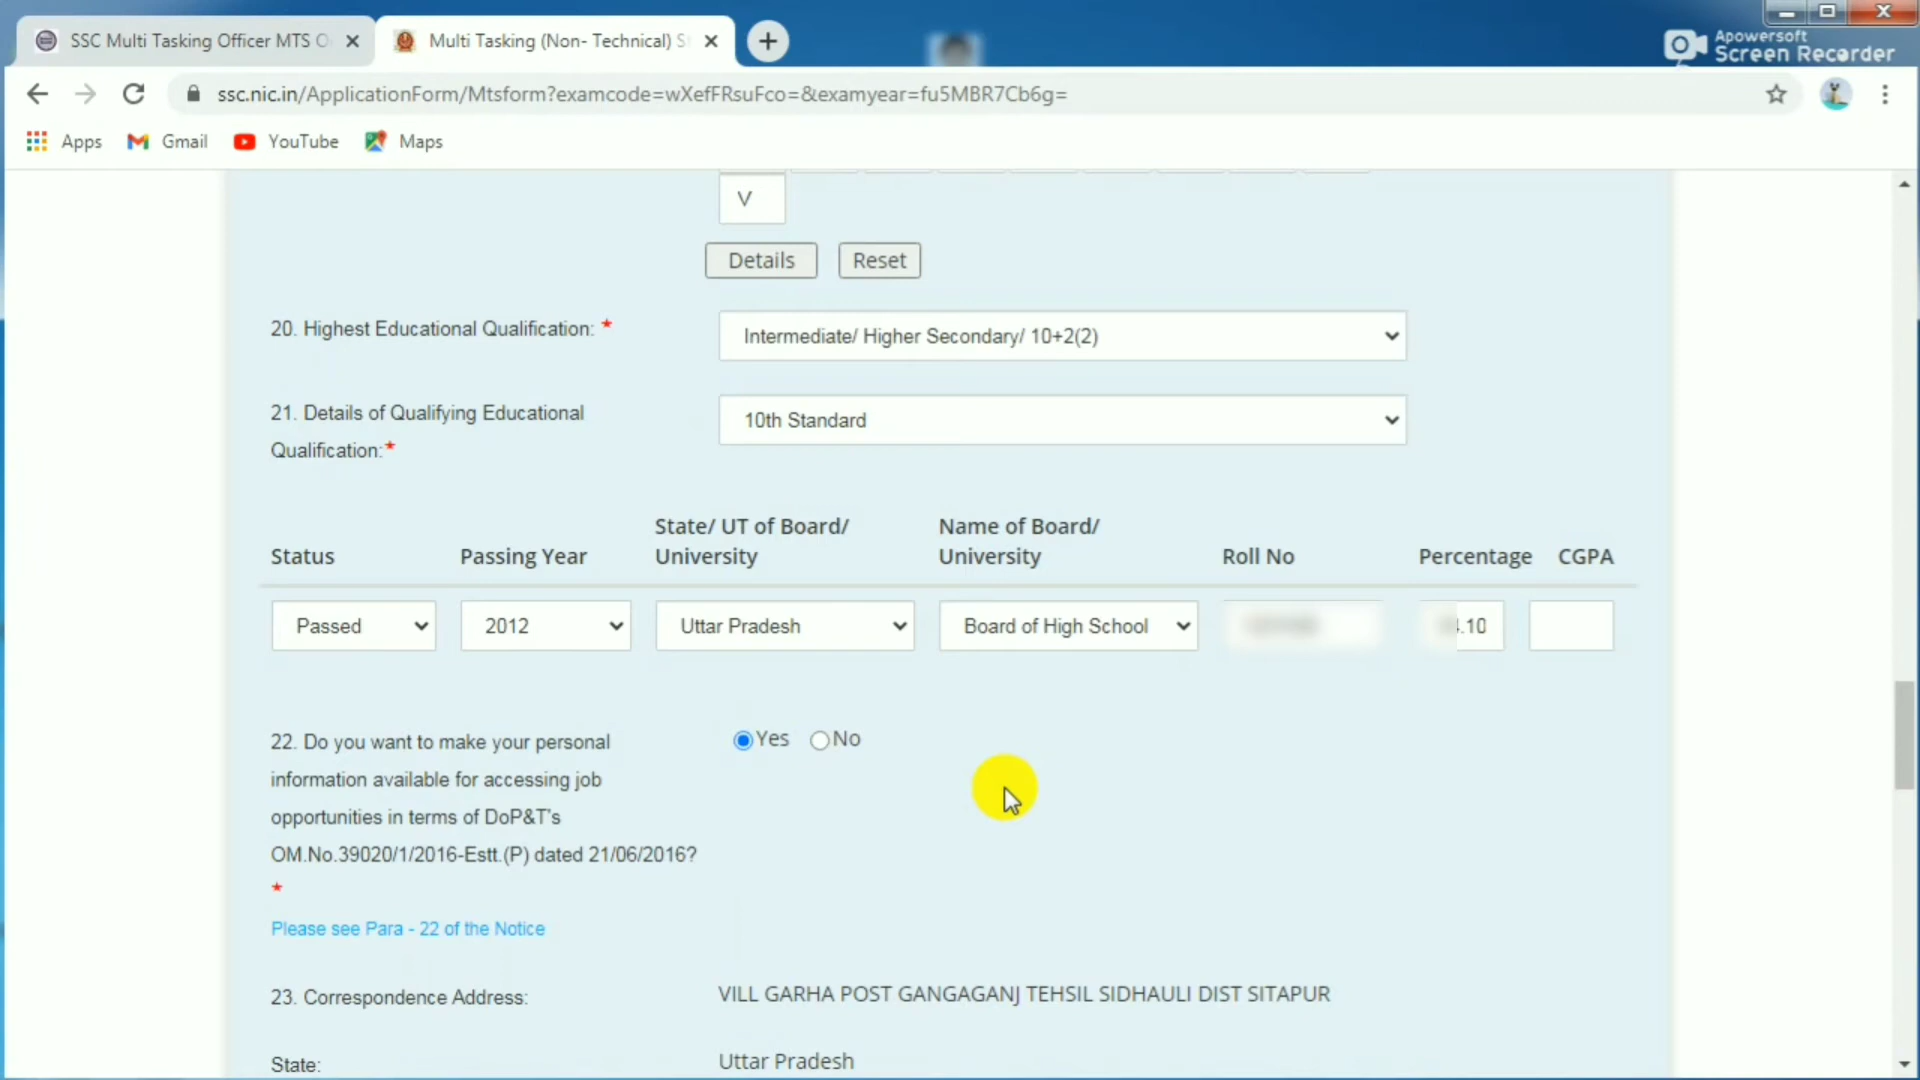 SSC Multi Tasking Officer MTS O
Multi Tasking (Non- Technical) S
Apowersoft
Screen Recorder
ssc.nic.in/ApplicationForm/Mtsform?examcode=wXefFRsuFco=&examyear=fu5MBR7Cb6g=
Apps Gmail YouTube Maps
V
Details Reset
20. Highest Educational Qualification: * Intermediate/ Higher Secondary/ 10+2(2)
21. Details of Qualifying Educational 10th Standard
Qualification:*
State/ UT of Board/ Name of Board/
Status Passing Year University University Roll No Percentage CGPA
Passed 2012 Uttar Pradesh Board of High School .10
22. Do you want to make your personal Yes No
information available for accessing job
opportunities in terms of DoP&T's
OM.No.39020/1/2016-Estt.(P) dated 21/06/2016?
*
Please see Para - 22 of the Notice
23. Correspondence Address: VILL GARHA POST GANGAGANJ TEHSIL SIDHAULI DIST SITAPUR
State: Uttar Pradesh